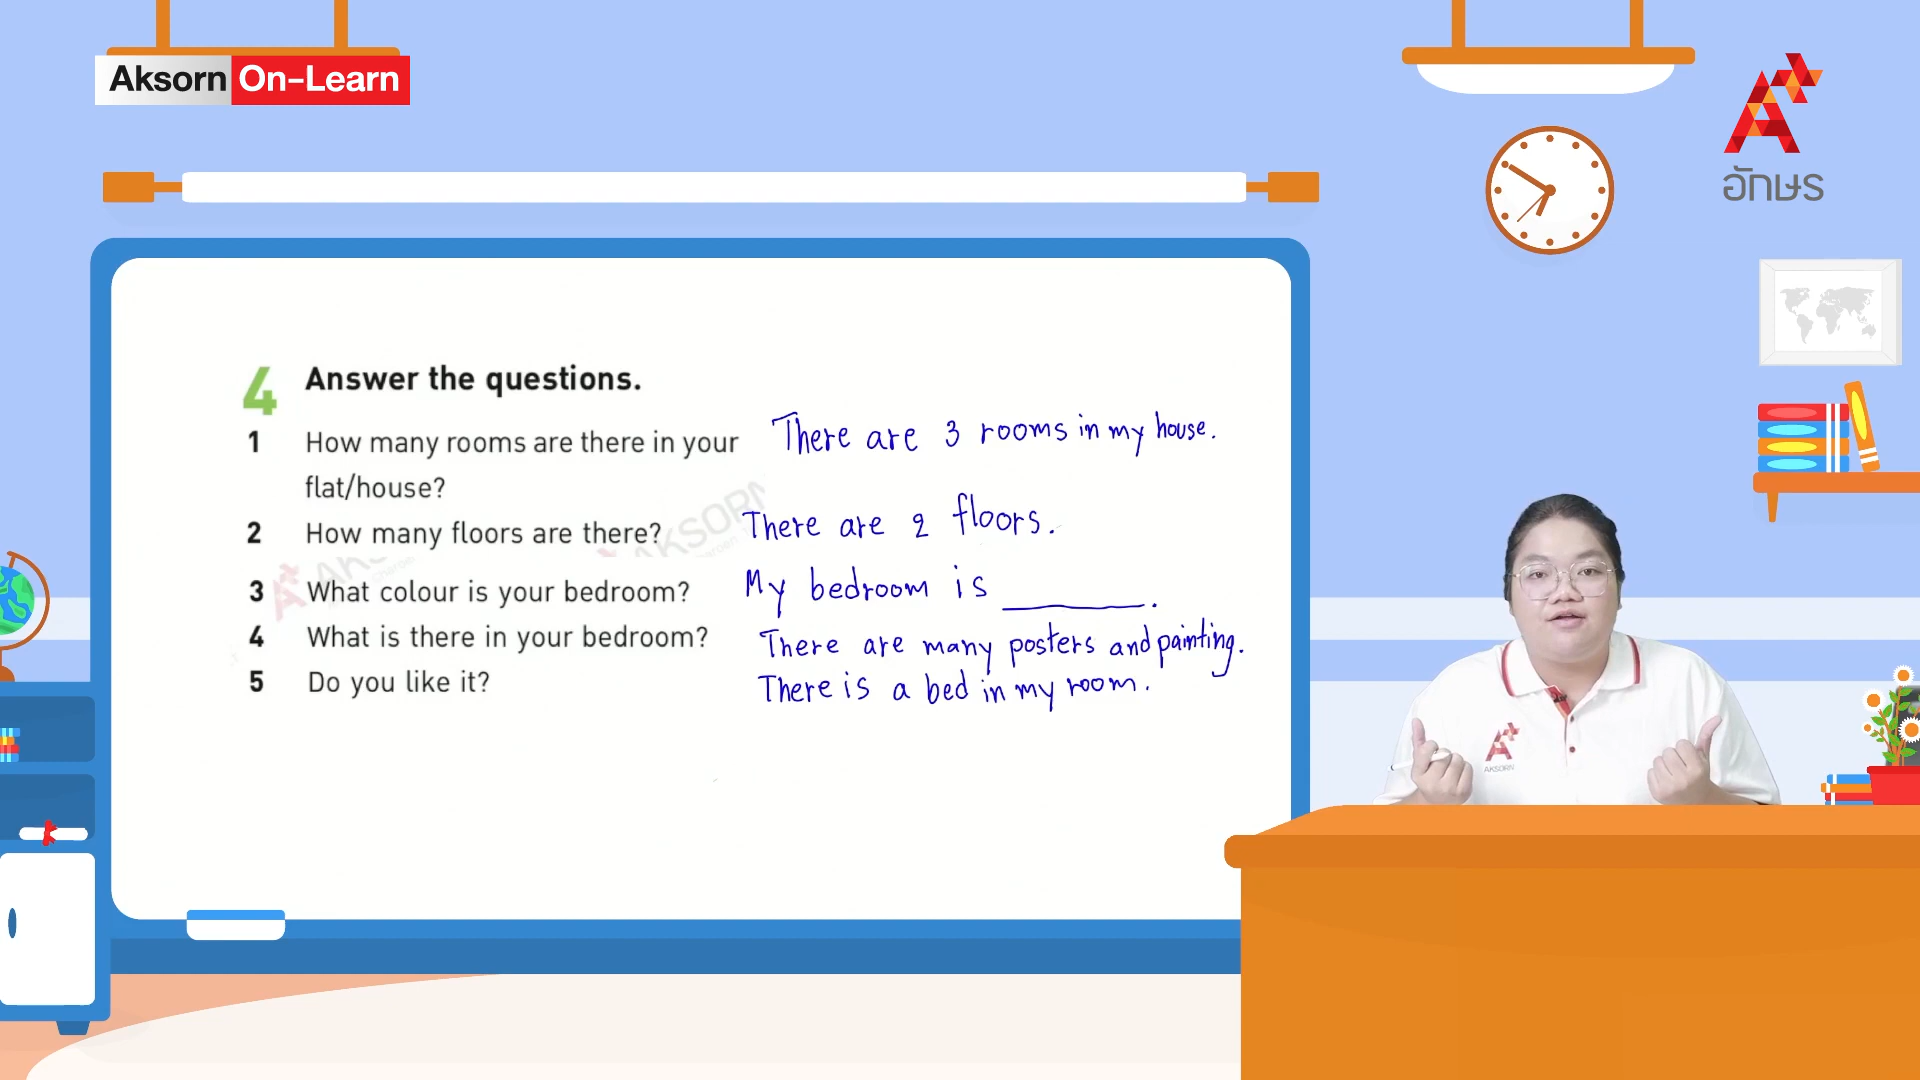 Aksorn On-Learn
อักษร
4 Answer the questions.
1 How many rooms are there in your
flat/house?
There are 3 rooms in my house.
2 How many floors are there?
There are 2 floors.
3 What colour is your bedroom?
My bedroom is ______.
4 What is there in your bedroom?
There are many posters and painting.
5 Do you like it?
There is a bed in my room.
AKSORN
AKSORN